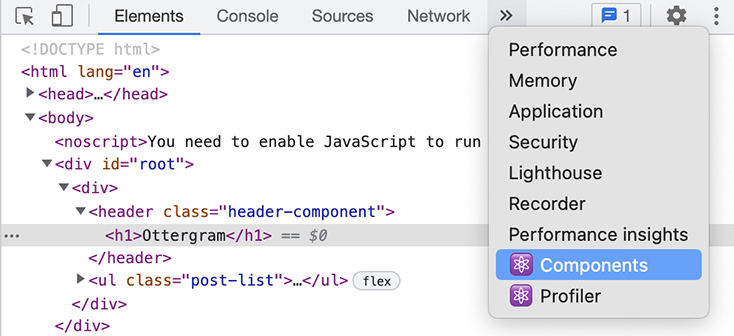 Elements Console Sources Network » 1
<!DOCTYPE html>
<html lang="en">
<head>…</head>
<body>
<noscript>You need to enable JavaScript to run
<div id="root">
<div>
<header class="header-component">
… <h1>Ottergram</h1> == $0
</header>
<ul class="post-list">…</ul> flex
</div>
</div>
Performance
Memory
Application
Security
Lighthouse
Recorder
Performance insights
Components
Profiler